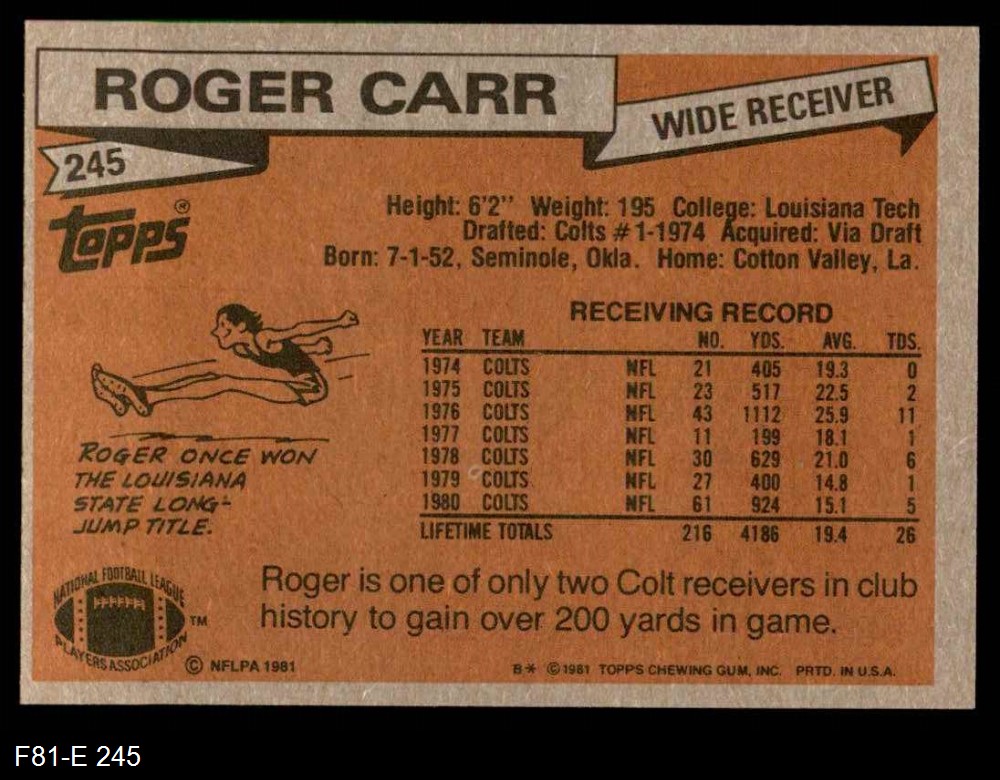 ROGER CARR
WIDE RECEIVER
245
Topps®
Height: 6'2" Weight: 195 College: Louisiana Tech
Drafted: Colts #1-1974 Acquired: Via Draft
Born: 7-1-52, Seminole, Okla. Home: Cotton Valley, La.
RECEIVING RECORD
YEAR TEAM NO. YDS. AVG. TDS.
1974 COLTS NFL 21 405 19.3 0
1975 COLTS NFL 23 517 22.5 2
1976 COLTS NFL 43 1112 25.9 11
1977 COLTS NFL 11 199 18.1 1
1978 COLTS NFL 30 629 21.0 6
1979 COLTS NFL 27 400 14.8 1
1980 COLTS NFL 61 924 15.1 5
LIFETIME TOTALS 216 4186 19.4 26
ROGER ONCE WON
THE LOUISIANA
STATE LONG-
JUMP TITLE.
Roger is one of only two Colt receivers in club
history to gain over 200 yards in game.
NATIONAL FOOTBALL LEAGUE
PLAYERS ASSOCIATION
TM
© NFLPA 1981
B* © 1981 TOPPS CHEWING GUM, INC. PRTD. IN U.S.A.
F81-E 245